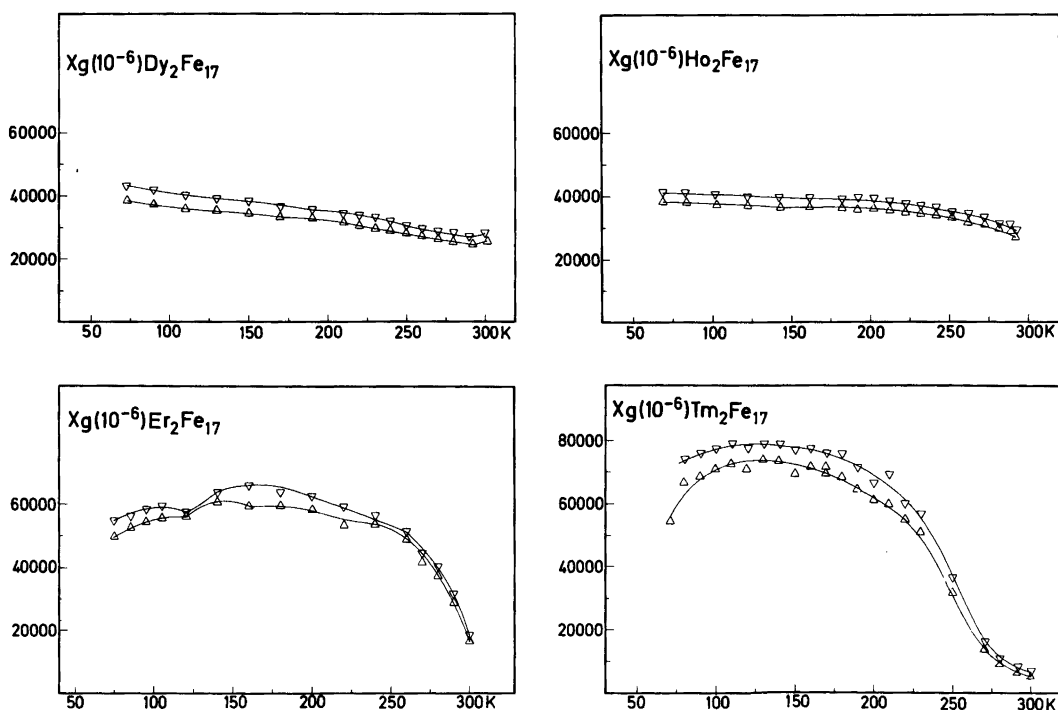 Xg(10⁻⁶)Dy₂Fe₁₇
60000
40000
20000
50 100 150 200 250 300K
Xg(10⁻⁶)Ho₂Fe₁₇
60000
40000
20000
50 100 150 200 250 300K
Xg(10⁻⁶)Er₂Fe₁₇
60000
40000
20000
50 100 150 200 250 300K
Xg(10⁻⁶)Tm₂Fe₁₇
80000
60000
40000
20000
50 100 150 200 250 300K